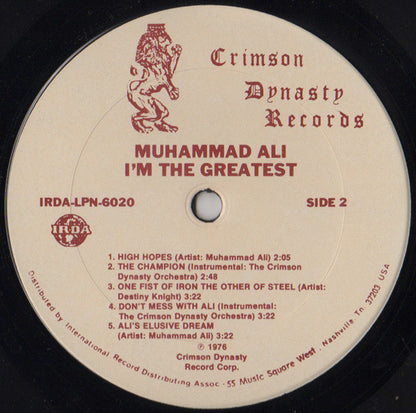 Crimson
Dynasty
Records
MUHAMMAD ALI
I'M THE GREATEST
IRDA-LPN-6020 SIDE 2
IRDA
1. HIGH HOPES (Artist: Muhammad Ali) 2:05
2. THE CHAMPION (Instrumental: The Crimson
Dynasty Orchestra) 2:48
3. ONE FIST OF IRON THE OTHER OF STEEL (Artist:
Destiny Knight) 3:22
4. DON'T MESS WITH ALI (Instrumental:
The Crimson Dynasty Orchestra) 3:22
5. ALI'S ELUSIVE DREAM
(Artist: Muhammad Ali) 3:22
℗ 1976
Crimson Dynasty
Record Corp.
Distributed by International Record Distributing Assoc · 55 Music Square West · Nashville, Tn 37203 USA